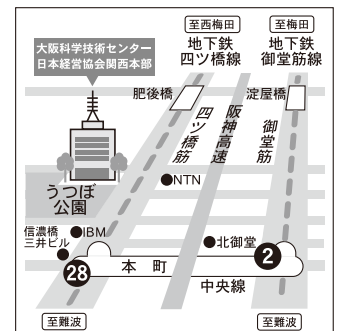 至西梅田
至梅田
地下鉄
四ツ橋線
地下鉄
御堂筋線
大阪科学技術センター
日本経営協会関西本部
肥後橋
淀屋橋
四ツ橋筋
阪神高速
御堂筋
NTN
うつぼ
公園
信濃橋
三井ビル
IBM
北御堂
28
本町
2
中央線
至難波
至難波